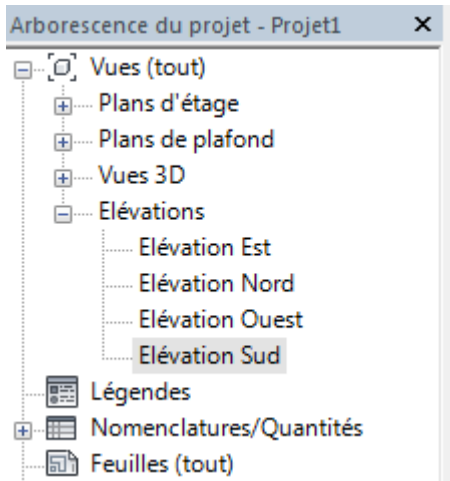 Arborescence du projet - Projet1
Vues (tout)
Plans d'étage
Plans de plafond
Vues 3D
Elévations
Elévation Est
Elévation Nord
Elévation Ouest
Elévation Sud
Légendes
Nomenclatures/Quantités
Feuilles (tout)